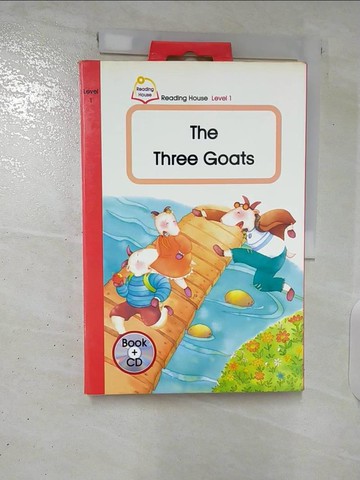 Level
1
Reading
House
Reading House Level 1
The
Three Goats
Book
+
CD